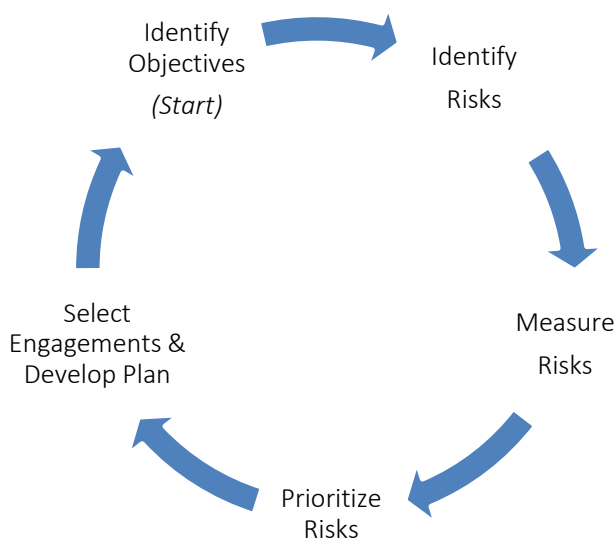 Identify
Objectives
(Start)
Identify
Risks
Measure
Risks
Prioritize
Risks
Select
Engagements &
Develop Plan